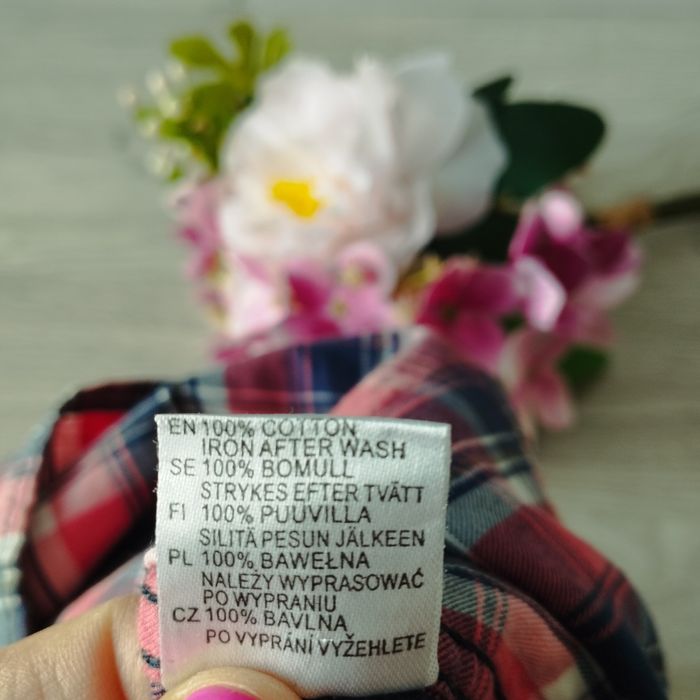 EN 100% COTTON
IRON AFTER WASH
SE 100% BOMULL
STRYKES EFTER TVÄTT
FI 100% PUUVILLA
SILITÄ PESUN JÄLKEEN
PL 100% BAWEŁNA
NALEŻY WYPRASOWAĆ
PO WYPRANIU
CZ 100% BAVLNA
PO VYPRÁNÍ VYŽEHLETE